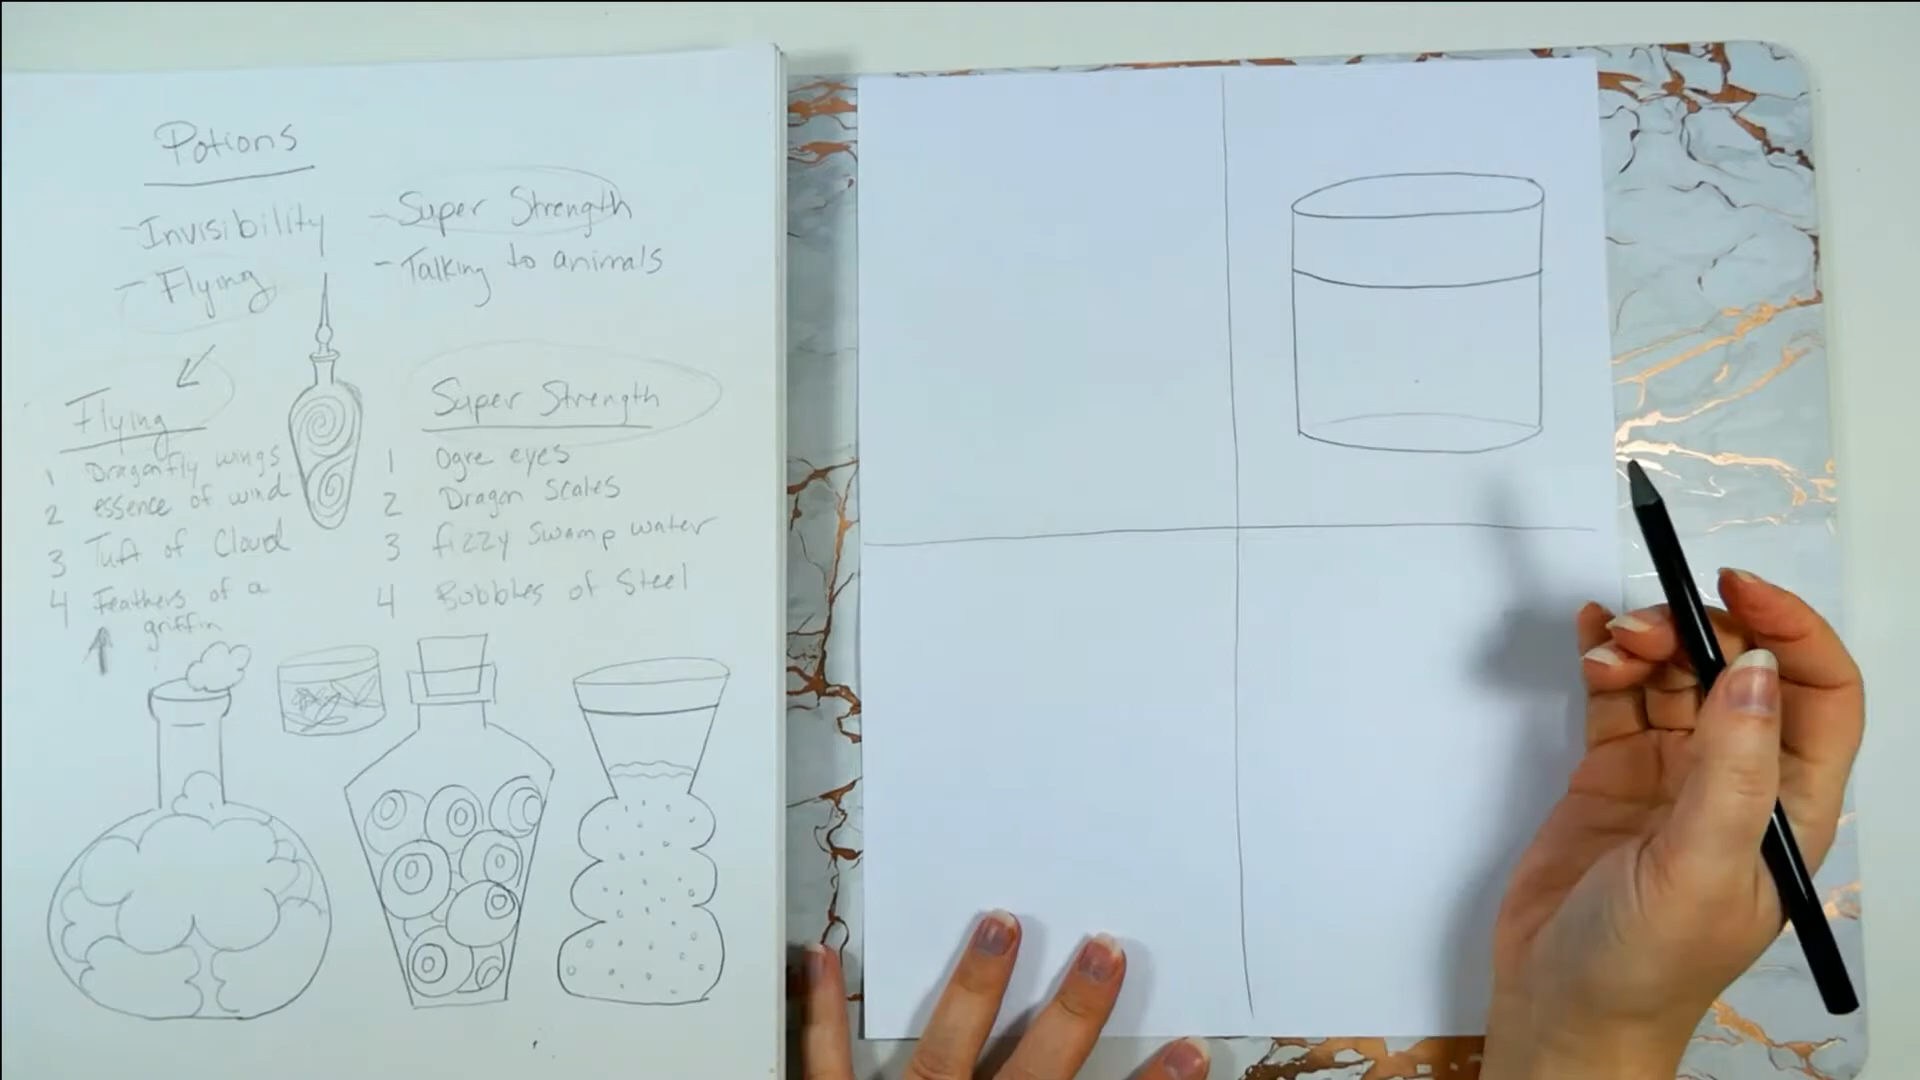 Potions
- Invisibility
- Flying
- Super Strength
- Talking to animals
Flying
1 Dragonfly wings
2 essence of wind
3 Tuft of Cloud
4 Feathers of a
griffin
Super Strength
1 Ogre eyes
2 Dragon Scales
3 fizzy Swamp water
4 Bubbles of Steel